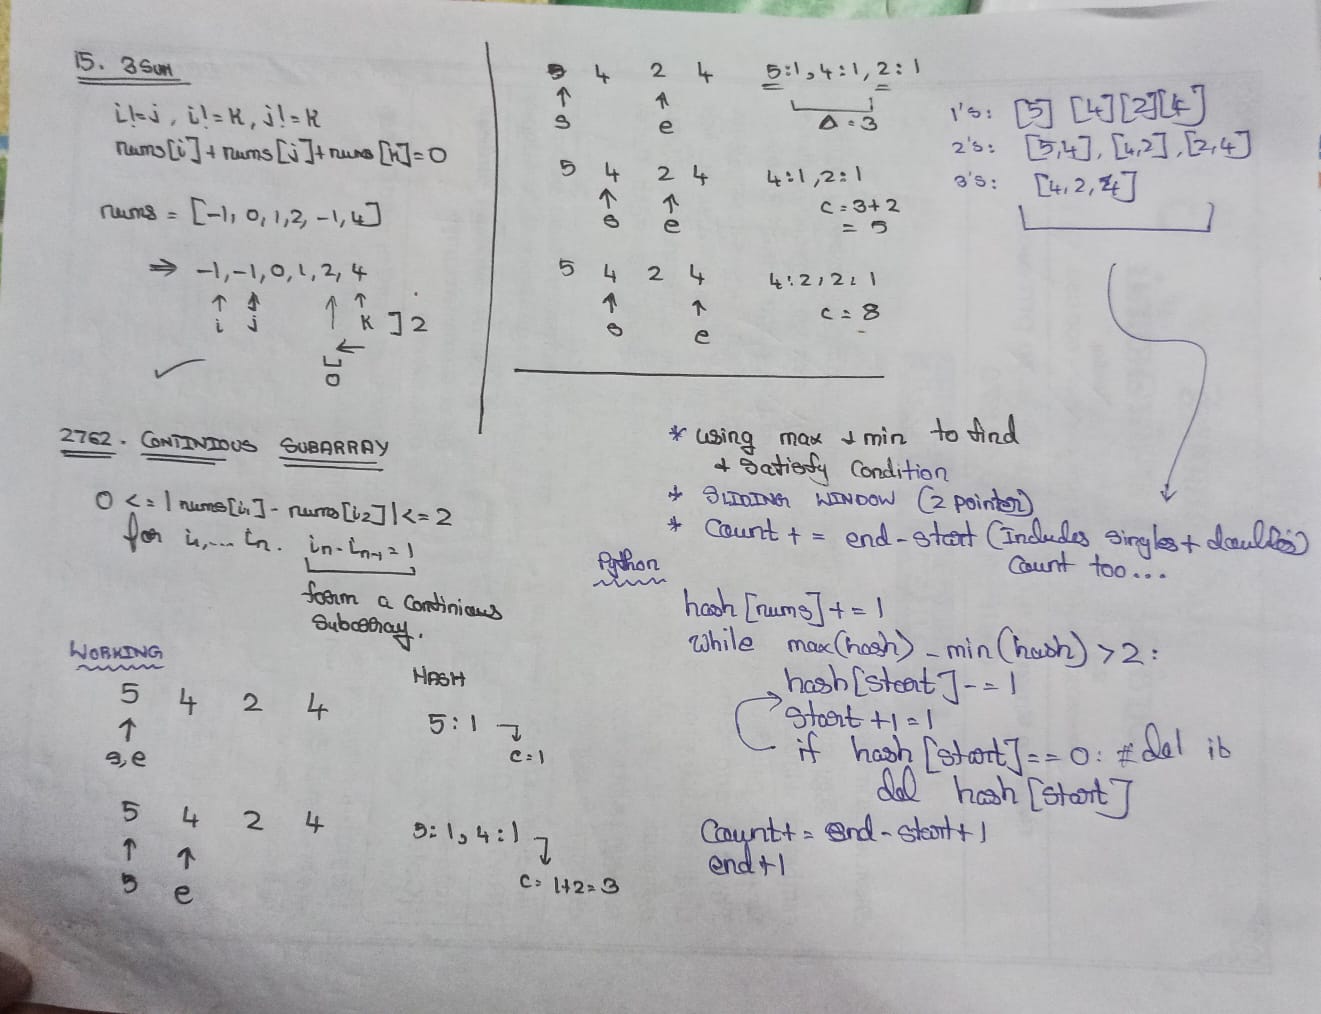 15. 3SUM
i!=j, i!=k, j!=k
nums[i]+nums[j]+nums[k]=0
nums = [-1, 0, 1, 2, -1, 4]
⇒ -1, -1, 0, 1, 2, 4
↑ ↑ ↑ ↑
i j k ] 2
←
✓
5 4 2 4 5:1, 4:1, 2:1
↑ ↑
s e Δ=3
5 4 2 4 4:1, 2:1
↑ ↑ C=3+2
s e = 5
5 4 2 4 4:2, 2:1
↑ ↑ C=8
s e
1's: [5] [4] [2] [4]
2's: [5,4], [4,2], [2,4]
3's: [4, 2, 4]
2762. CONTINIOUS SUBARRAY
0 <= |nums[i1] - nums[i2]| <= 2
for i1,... in. in-in-1=1
form a continious
subarray.
WORKING
HASH
5 4 2 4 5:1
↑ C=1
s,e
5 4 2 4 5:1, 4:1
↑ ↑
s e C= 1+2=3
* using max & min to find
& satisfy condition
* SLIDING WINDOW (2 pointer)
* Count += end-start (Includes singles + doubles)
count too...
Python
hash[nums]+=1
while max(hash) - min(hash) >2:
hash[start]-=1
start +1=1
if hash[start]==0: # del it
del hash[start]
Count+= end-start+1
end+1